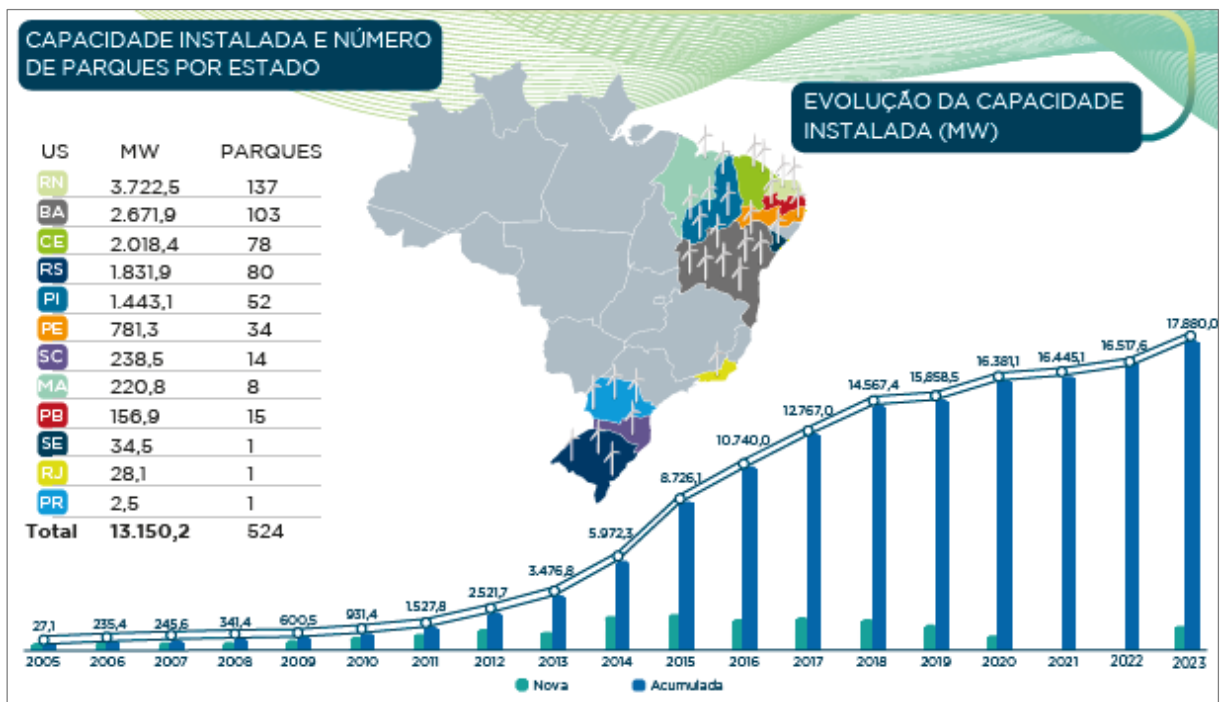 CAPACIDADE INSTALADA E NÚMERO
DE PARQUES POR ESTADO
EVOLUÇÃO DA CAPACIDADE
INSTALADA (MW)
US MW PARQUES
RN 3.722,5 137
BA 2.671,9 103
CE 2.018,4 78
RS 1.831,9 80
PI 1.443,1 52
PE 781,3 34
SC 238,5 14
MA 220,8 8
PB 156,9 15
SE 34,5 1
RJ 28,1 1
PR 2,5 1
Total 13.150,2 524
27,1 235,4 245,6 341,4 600,5 931,4 1.527,8 2.521,7 3.476,8 5.972,3 8.726,1 10.740,0 12.767,0 14.567,4 15,858,5 16.381,1 16.445,1 16.517,6 17.880,0
2005 2006 2007 2008 2009 2010 2011 2012 2013 2014 2015 2016 2017 2018 2019 2020 2021 2022 2023
Nova Acumulada